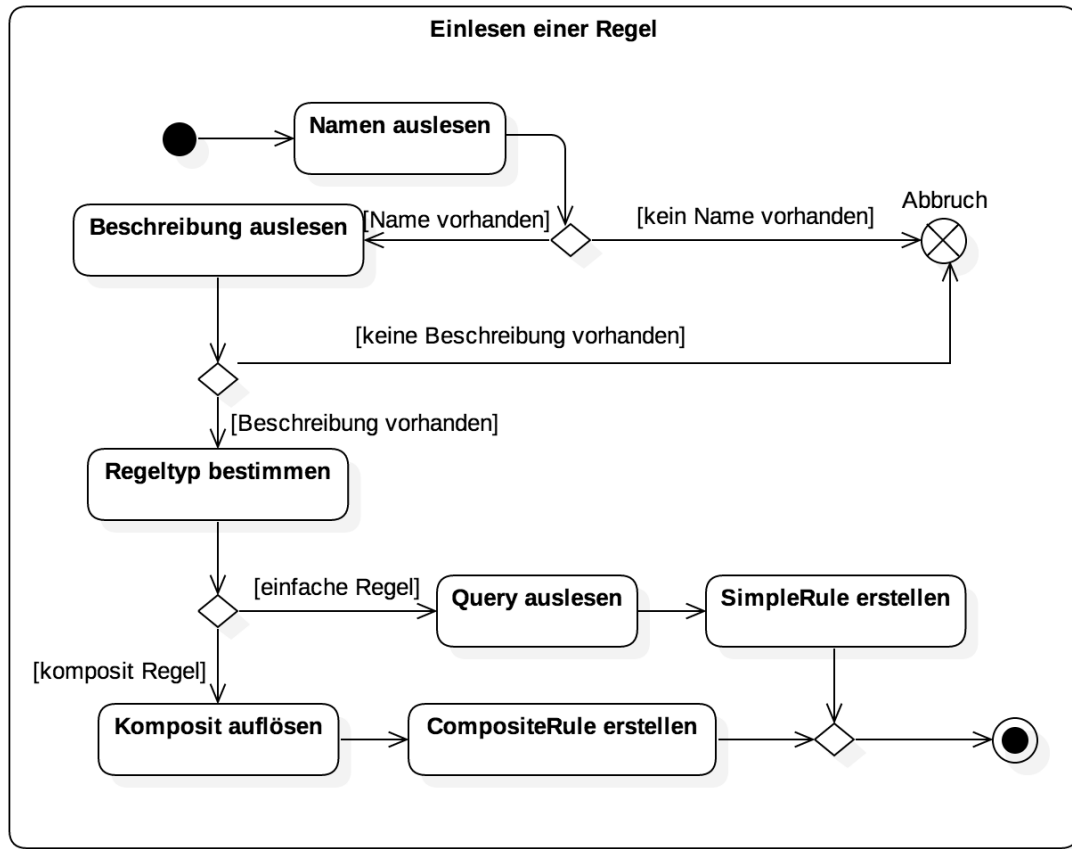 Einlesen einer Regel
Namen auslesen
Abbruch
Beschreibung auslesen
[Name vorhanden]
[kein Name vorhanden]
[keine Beschreibung vorhanden]
[Beschreibung vorhanden]
Regeltyp bestimmen
[einfache Regel]
Query auslesen
SimpleRule erstellen
[komposit Regel]
Komposit auflösen
CompositeRule erstellen